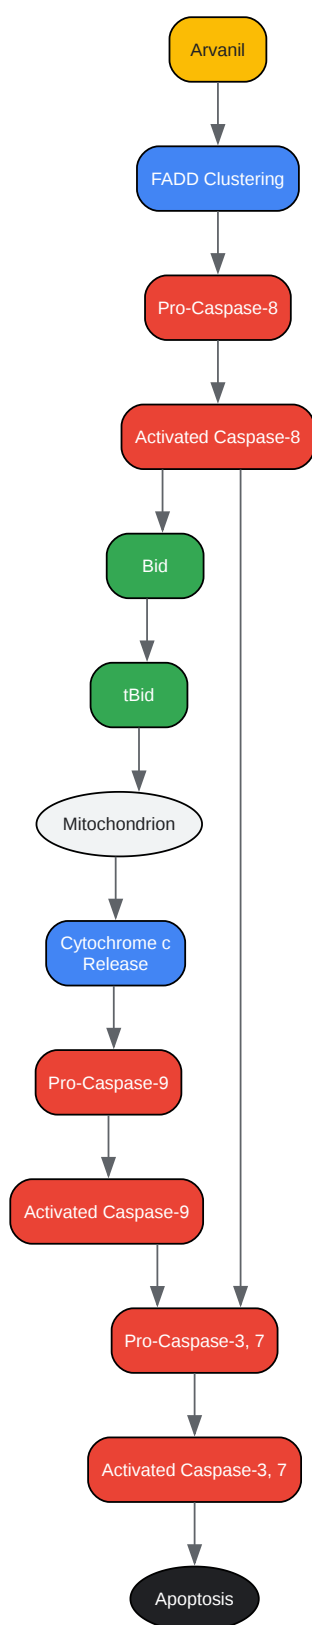 Arvanil
FADD Clustering
Pro-Caspase-8
Activated Caspase-8
Bid
tBid
Mitochondrion
Cytochrome c
Release
Pro-Caspase-9
Activated Caspase-9
Pro-Caspase-3, 7
Activated Caspase-3, 7
Apoptosis